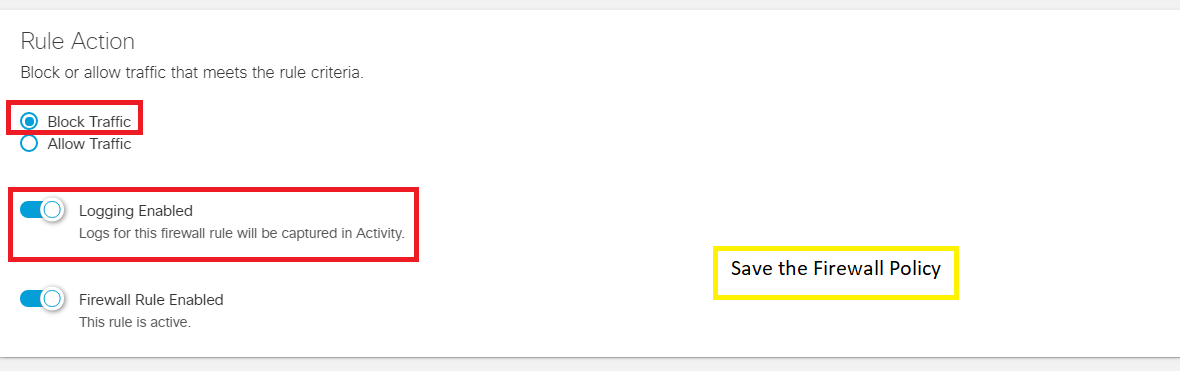 Rule Action
Block or allow traffic that meets the rule criteria.
Block Traffic
Allow Traffic
Logging Enabled
Logs for this firewall rule will be captured in Activity.
Save the Firewall Policy
Firewall Rule Enabled
This rule is active.